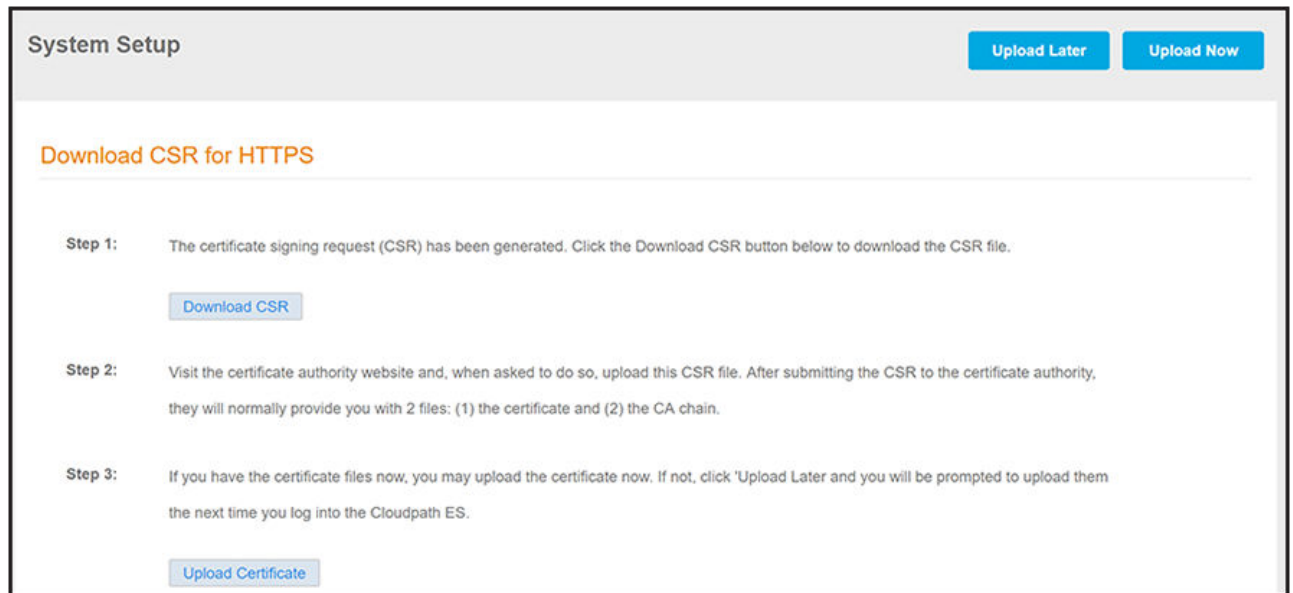 System Setup
Upload Later
Upload Now
Download CSR for HTTPS
Step 1:
The certificate signing request (CSR) has been generated. Click the Download CSR button below to download the CSR file.
Download CSR
Step 2:
Visit the certificate authority website and, when asked to do so, upload this CSR file. After submitting the CSR to the certificate authority,
they will normally provide you with 2 files: (1) the certificate and (2) the CA chain.
Step 3:
If you have the certificate files now, you may upload the certificate now. If not, click 'Upload Later and you will be prompted to upload them
the next time you log into the Cloudpath ES.
Upload Certificate